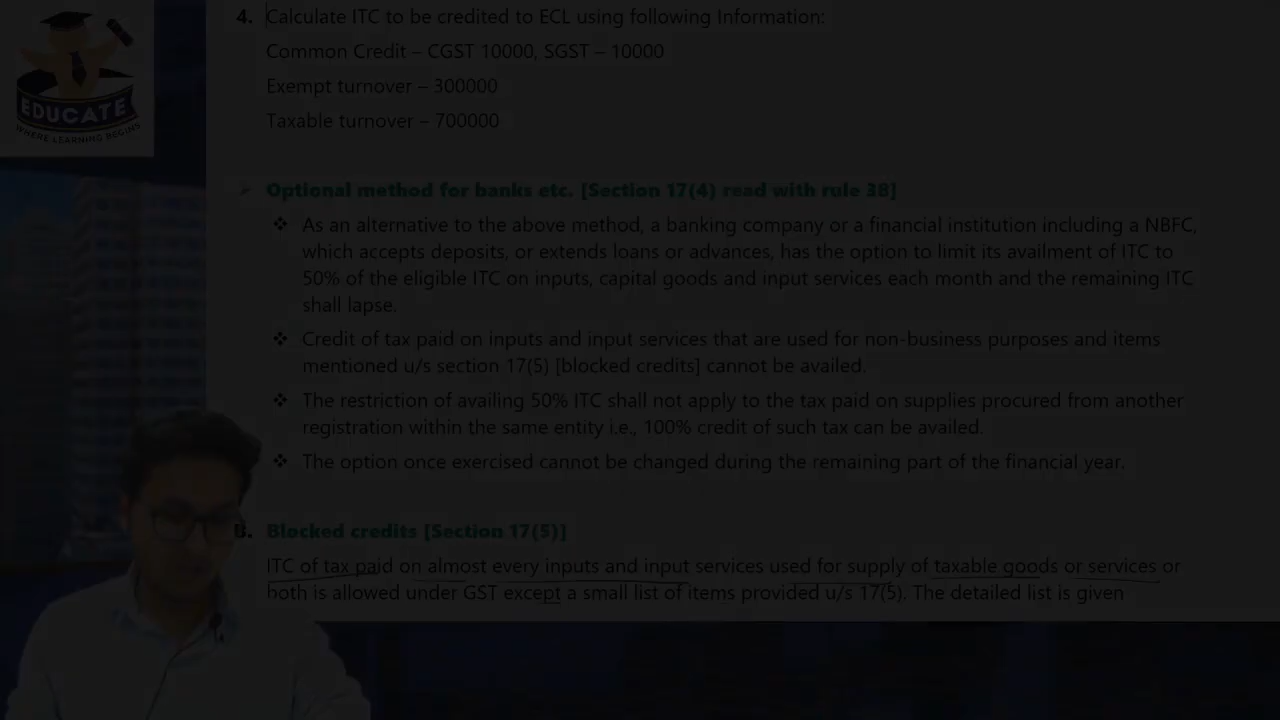 EDUCATE
WHERE LEARNING BEGINS
4. Calculate ITC to be credited to ECL using following Information:
Common Credit – CGST 10000, SGST – 10000
Exempt turnover – 300000
Taxable turnover – 700000
➢ Optional method for banks etc. [Section 17(4) read with rule 38]
❖ As an alternative to the above method, a banking company or a financial institution including a NBFC,
which accepts deposits, or extends loans or advances, has the option to limit its availment of ITC to
50% of the eligible ITC on inputs, capital goods and input services each month and the remaining ITC
shall lapse.
❖ Credit of tax paid on inputs and input services that are used for non-business purposes and items
mentioned u/s section 17(5) [blocked credits] cannot be availed.
❖ The restriction of availing 50% ITC shall not apply to the tax paid on supplies procured from another
registration within the same entity i.e., 100% credit of such tax can be availed.
❖ The option once exercised cannot be changed during the remaining part of the financial year.
B. Blocked credits [Section 17(5)]
ITC of tax paid on almost every inputs and input services used for supply of taxable goods or services or
both is allowed under GST except a small list of items provided u/s 17(5). The detailed list is given